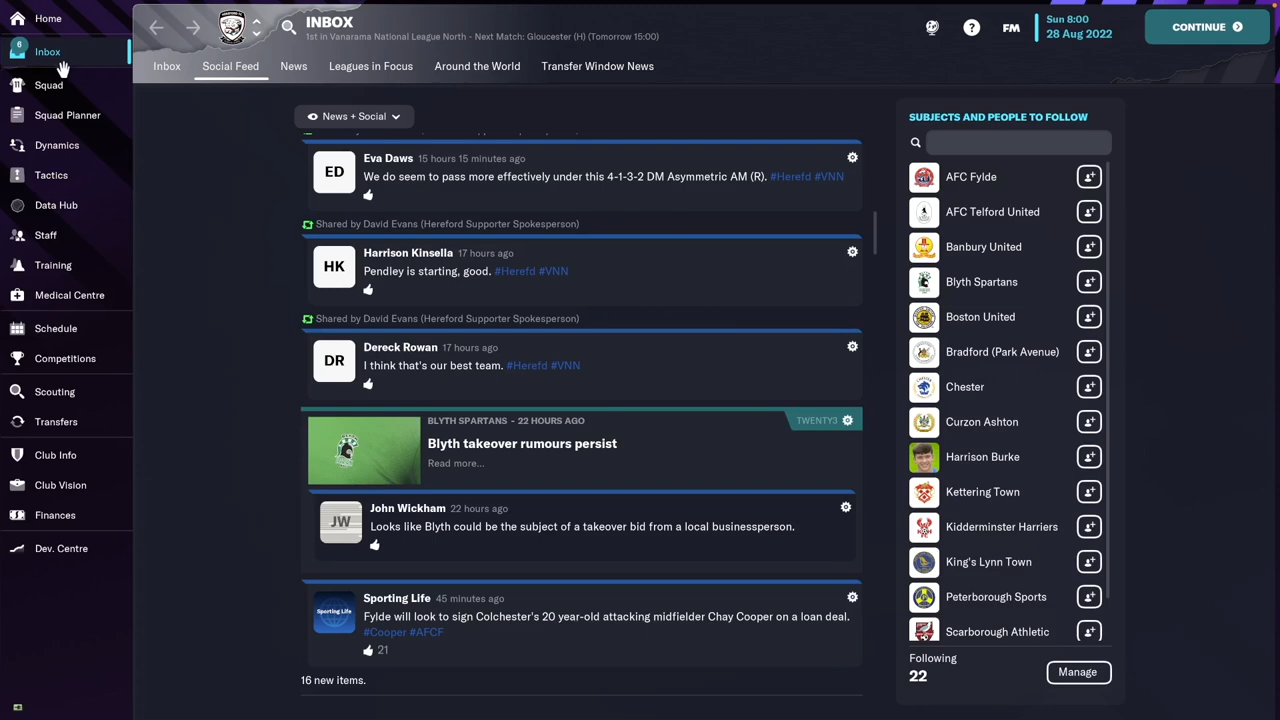 Home
6
Inbox
Squad
Squad Planner
Dynamics
Tactics
Data Hub
Staff
Training
Medical Centre
Schedule
Competitions
Scouting
Transfers
Club Info
Club Vision
Finances
Dev. Centre
INBOX
1st in Vanarama National League North - Next Match: Gloucester (H) (Tomorrow 15:00)
?
FM
Sun 8:00
28 Aug 2022
CONTINUE
Inbox
Social Feed
News
Leagues in Focus
Around the World
Transfer Window News
News + Social
ED
Eva Daws 15 hours 15 minutes ago
We do seem to pass more effectively under this 4-1-3-2 DM Asymmetric AM (R). #Herefd #VNN
Shared by David Evans (Hereford Supporter Spokesperson)
HK
Harrison Kinsella 17 hours ago
Pendley is starting, good. #Herefd #VNN
Shared by David Evans (Hereford Supporter Spokesperson)
DR
Dereck Rowan 17 hours ago
I think that's our best team. #Herefd #VNN
BLYTH SPARTANS - 22 HOURS AGO
TWENTY3
Blyth takeover rumours persist
Read more...
JW
John Wickham 22 hours ago
Looks like Blyth could be the subject of a takeover bid from a local businessperson.
Sporting Life
Sporting Life 45 minutes ago
Fylde will look to sign Colchester's 20 year-old attacking midfielder Chay Cooper on a loan deal.
#Cooper #AFCF
21
16 new items.
SUBJECTS AND PEOPLE TO FOLLOW
AFC Fylde
AFC Telford United
Banbury United
Blyth Spartans
Boston United
Bradford (Park Avenue)
Chester
Curzon Ashton
Harrison Burke
Kettering Town
Kidderminster Harriers
King's Lynn Town
Peterborough Sports
Scarborough Athletic
Following
22
Manage